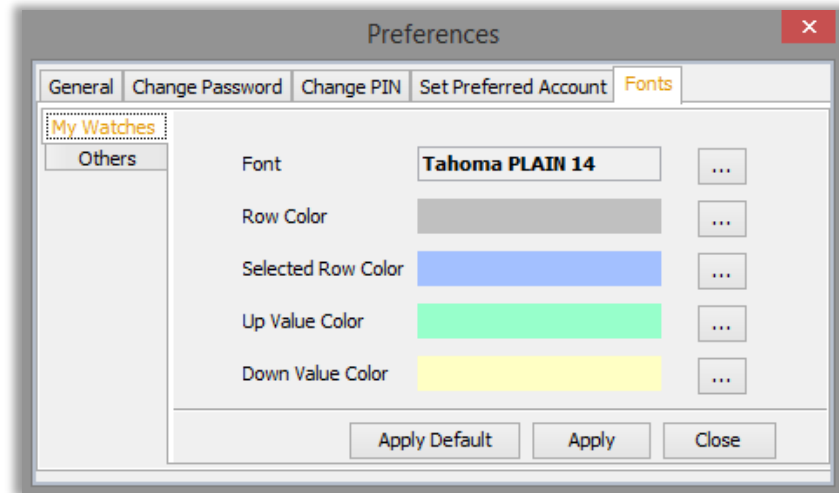 Preferences
General Change Password Change PIN Set Preferred Account Fonts
My Watches
Others
Font Tahoma PLAIN 14 ...
Row Color ...
Selected Row Color ...
Up Value Color ...
Down Value Color ...
Apply Default Apply Close